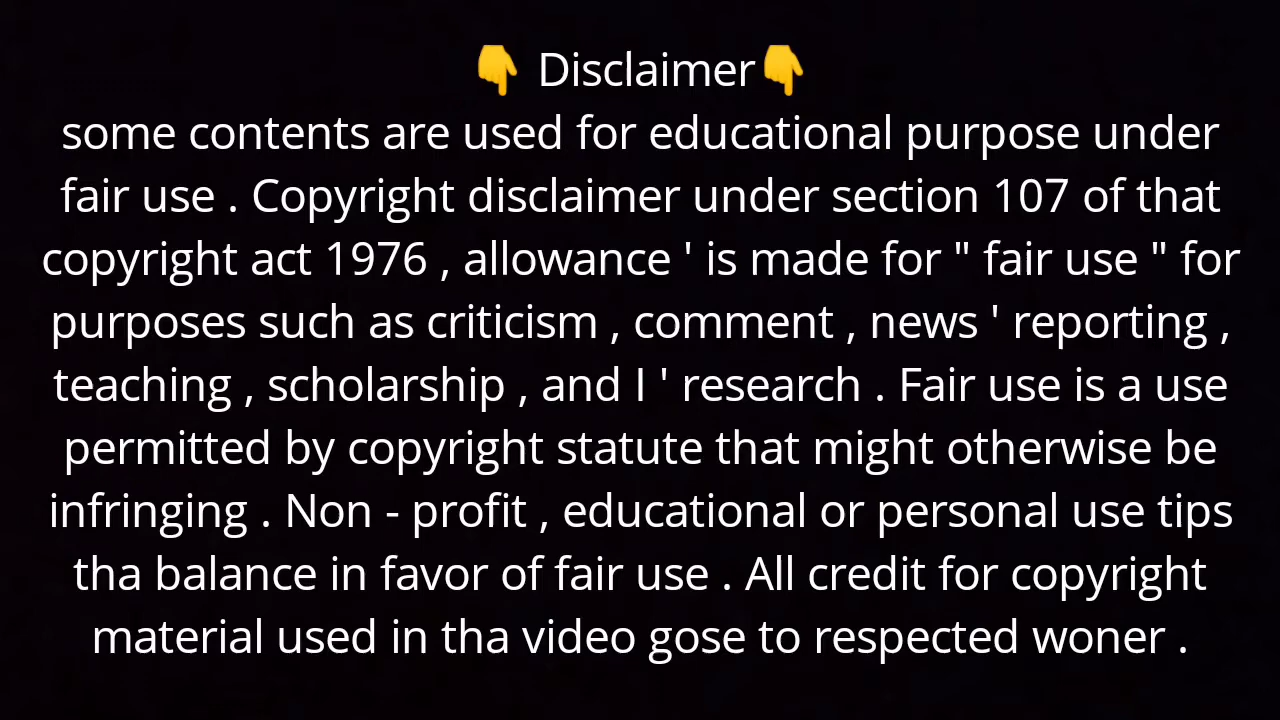 👇 Disclaimer👇
some contents are used for educational purpose under
fair use . Copyright disclaimer under section 107 of that
copyright act 1976 , allowance ' is made for " fair use " for
purposes such as criticism , comment , news ' reporting ,
teaching , scholarship , and I ' research . Fair use is a use
permitted by copyright statute that might otherwise be
infringing . Non - profit , educational or personal use tips
tha balance in favor of fair use . All credit for copyright
material used in tha video gose to respected woner .